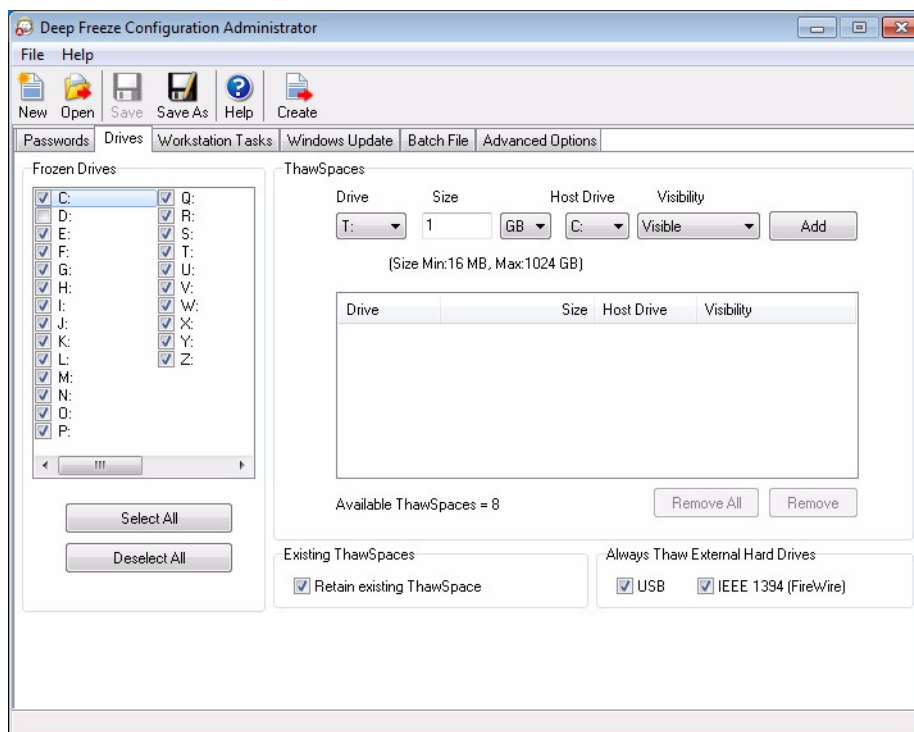 Deep Freeze Configuration Administrator
File Help
New Open Save Save As Help Create
Passwords Drives Workstation Tasks Windows Update Batch File Advanced Options
Frozen Drives
C:
D:
E:
F:
G:
H:
I:
J:
K:
L:
M:
N:
O:
P:
Q:
R:
S:
T:
U:
V:
W:
X:
Y:
Z:
Select All
Deselect All
ThawSpaces
Drive Size Host Drive Visibility
T: 1 GB C: Visible Add
(Size Min:16 MB, Max:1024 GB)
Drive Size Host Drive Visibility
Available ThawSpaces = 8 Remove All Remove
Existing ThawSpaces
Retain existing ThawSpace
Always Thaw External Hard Drives
USB IEEE 1394 (FireWire)